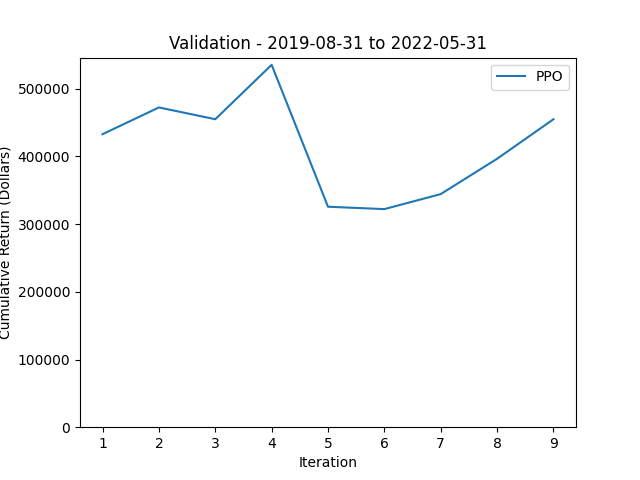 Validation - 2019-08-31 to 2022-05-31
PPO
Cumulative Return (Dollars)
500000
400000
300000
200000
100000
0
1 2 3 4 5 6 7 8 9
Iteration